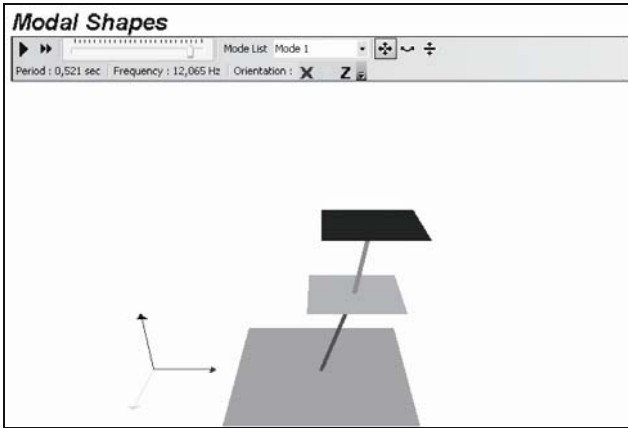 Modal Shapes
Mode List Mode 1
Period : 0,521 sec Frequency : 12,065 Hz Orientation : X Z